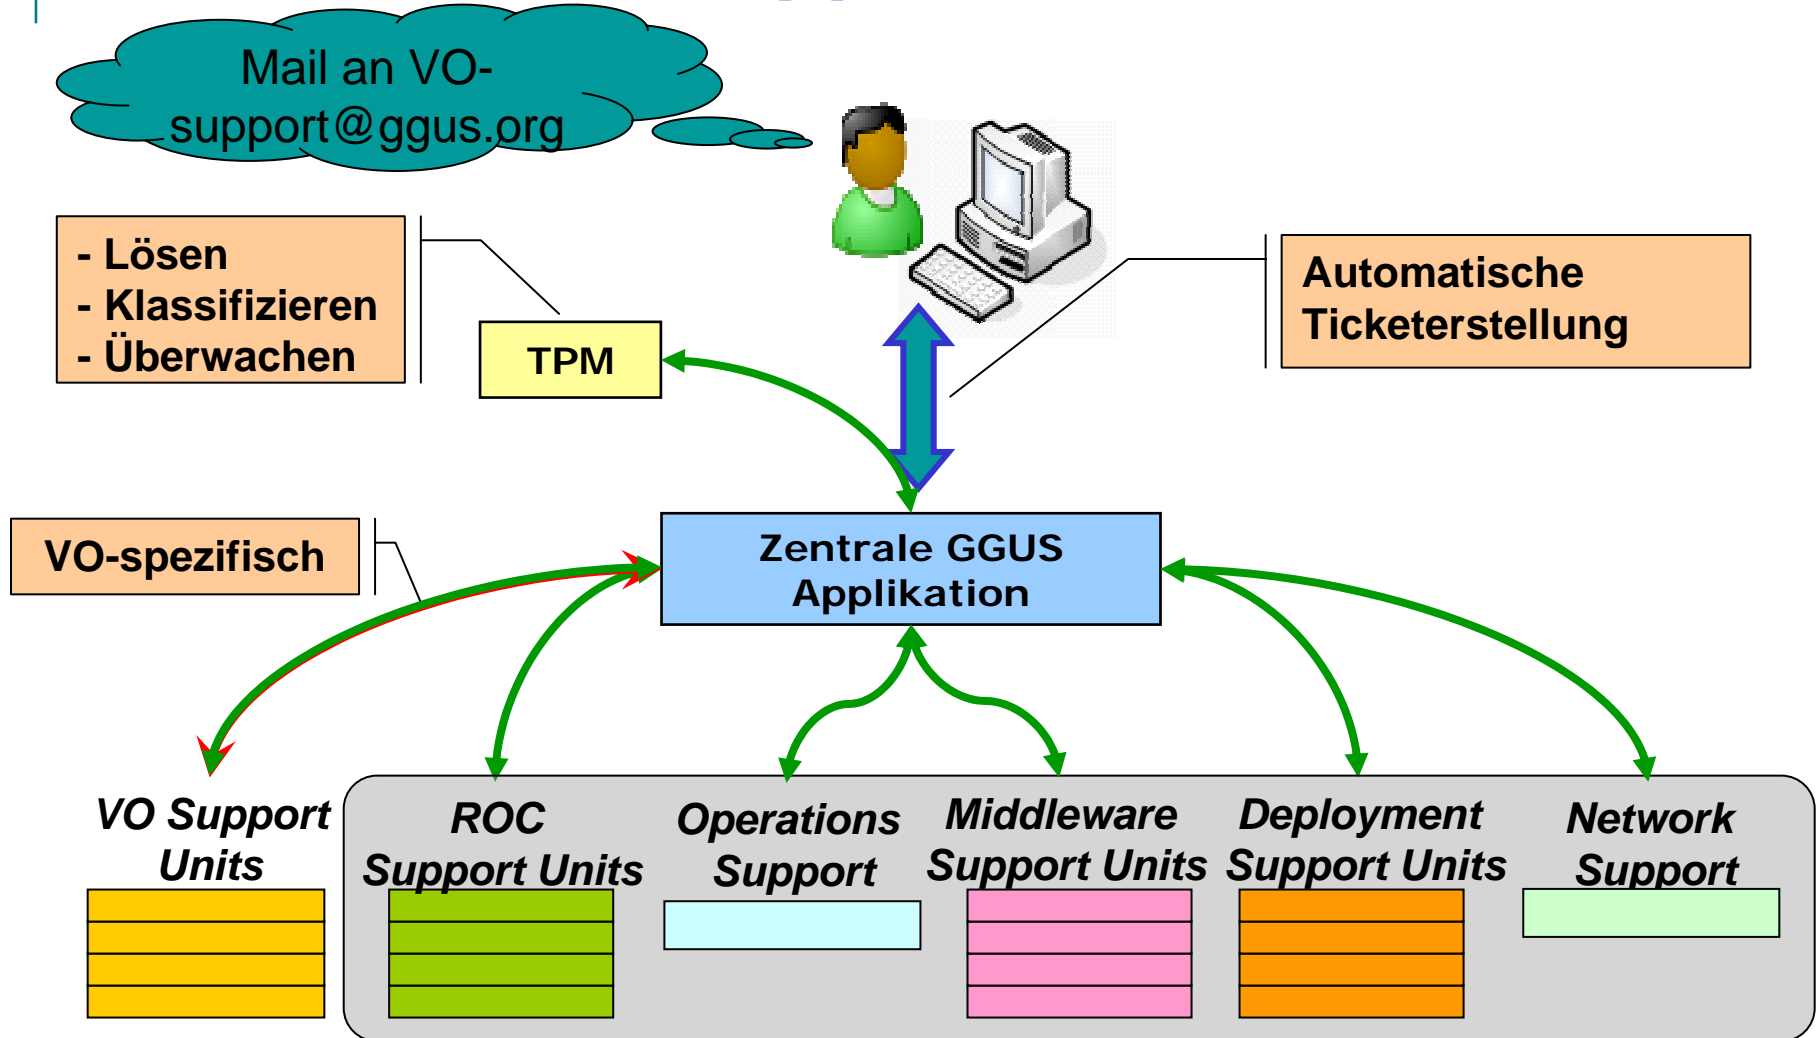 Mail an VO-
support@ggus.org
- Lösen
- Klassifizieren
- Überwachen
TPM
Automatische
Ticketerstellung
VO-spezifisch
Zentrale GGUS
Applikation
VO Support
Units
ROC
Support Units
Operations
Support
Middleware
Support Units
Deployment
Support Units
Network
Support